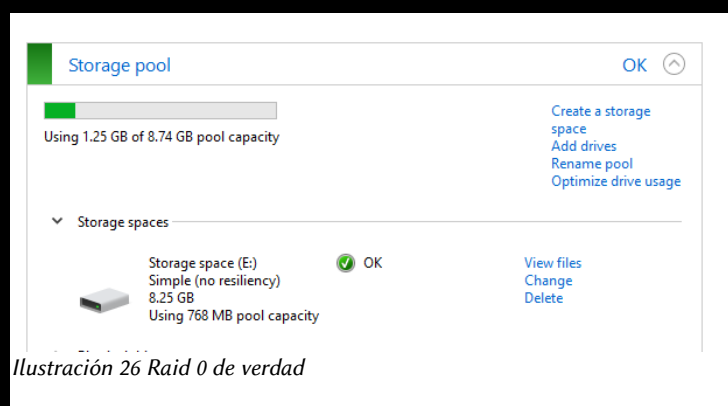 Storage pool
OK
Using 1.25 GB of 8.74 GB pool capacity
Create a storage
space
Add drives
Rename pool
Optimize drive usage
Storage spaces
Storage space (E:)
OK
View files
Simple (no resiliency)
Change
8.25 GB
Delete
Using 768 MB pool capacity
Ilustración 26 Raid 0 de verdad